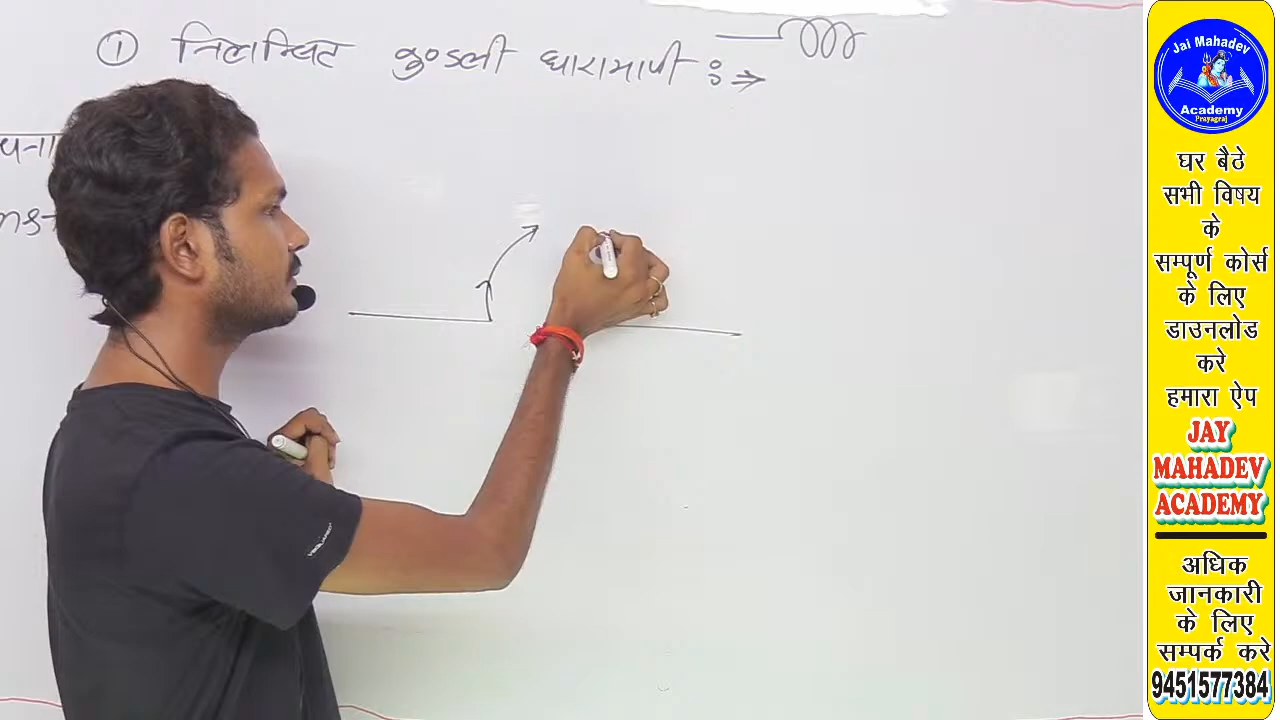 ① निलम्बित कुण्डली धारामापी :⇒
Jai Mahadev
Academy
Prayagraj
घर बैठे
सभी विषय
के
सम्पूर्ण कोर्स
के लिए
डाउनलोड
करे
हमारा ऐप
JAY
MAHADEV
ACADEMY
अधिक
जानकारी
के लिए
सम्पर्क करे
9451577384